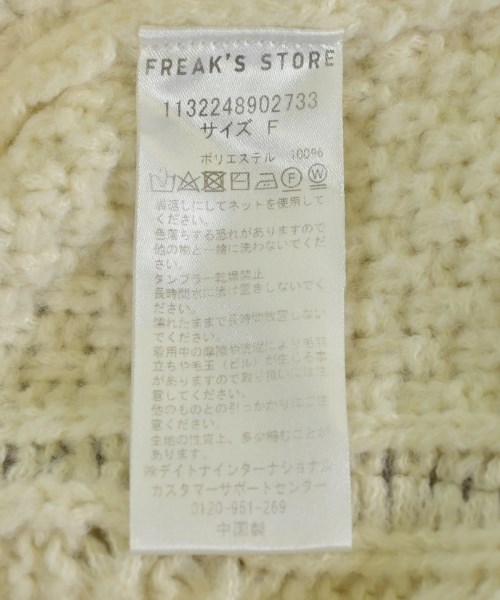 FREAK'S STORE
1132248902733
サイズ F
ポリエステル 100%
F W
裏返しにしてネットを使用して
ください。
色落ちする恐れがありますので
他の物と一緒に洗わないでくだ
さい。
タンブラー乾燥禁止
長時間水に漬け置きしないでく
ださい。
濡れたままで長時間放置しない
でください。
着用中の摩擦や洗濯により毛羽
立ちや毛玉（ピル）が生じる事
がありますので取り扱いには注
意してください。
他のものとの引っかかりにご注
意ください。
生地の性質上、多少縮むことが
あります。
㈱デイトナインターナショナル
カスタマーサポートセンター
0120-951-269
中国製